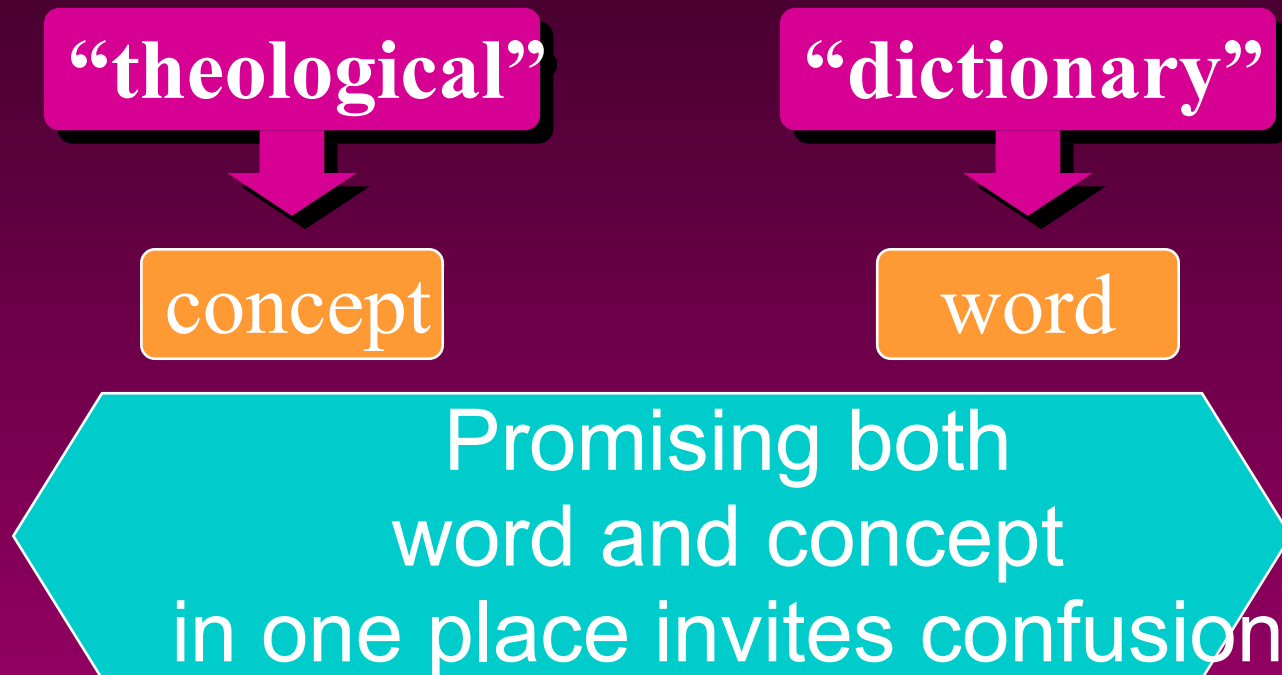 “theological”
“dictionary”
concept
word
Promising both
word and concept
in one place invites confusion